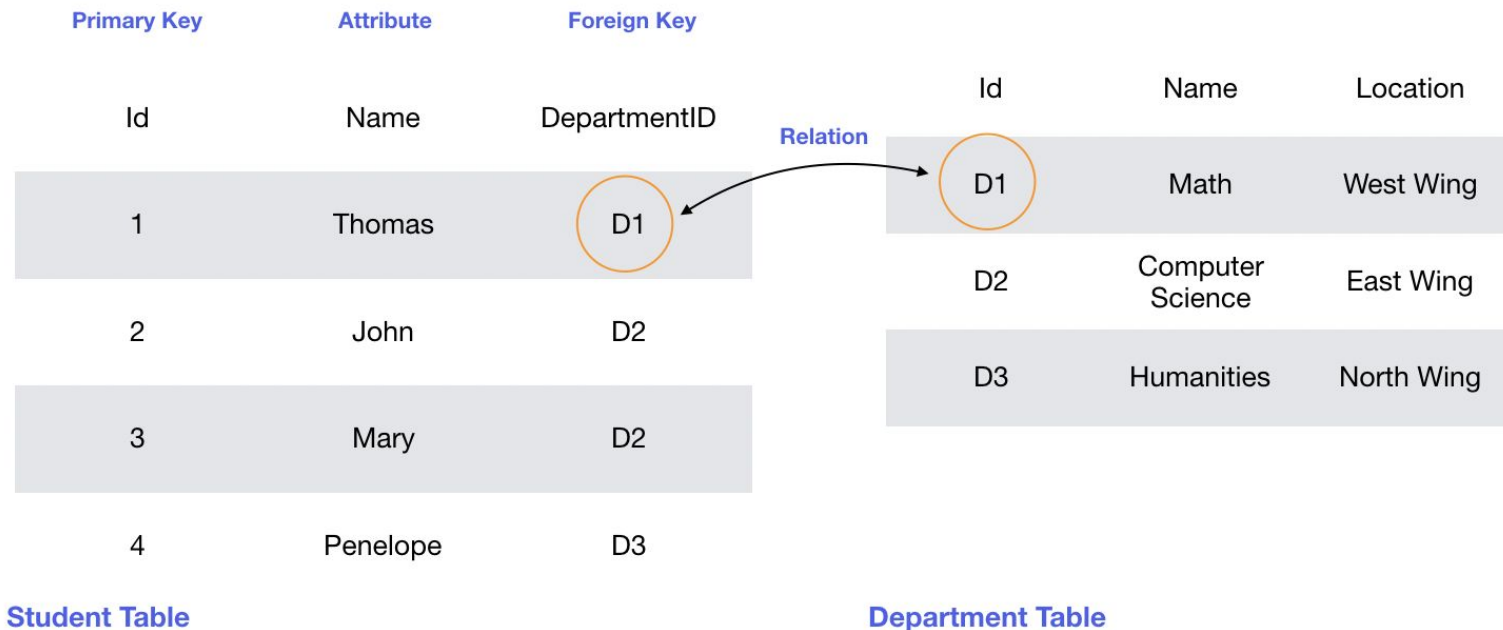 Primary Key Attribute Foreign Key
Id Name DepartmentID
1 Thomas D1
2 John D2
3 Mary D2
4 Penelope D3
Student Table
Relation
Id Name Location
D1 Math West Wing
D2 Computer Science East Wing
D3 Humanities North Wing
Department Table